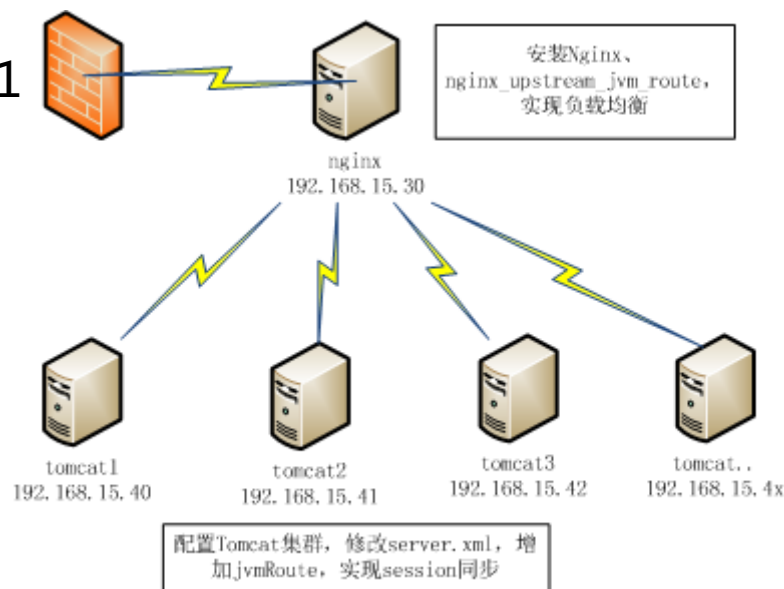 1
安装Nginx、
nginx_upstream_jvm_route,
实现负载均衡
nginx
192.168.15.30
tomcat1
192.168.15.40
tomcat2
192.168.15.41
tomcat3
192.168.15.42
tomcat..
192.168.15.4x
配置Tomcat集群，修改server.xml，增
加jvmRoute，实现session同步